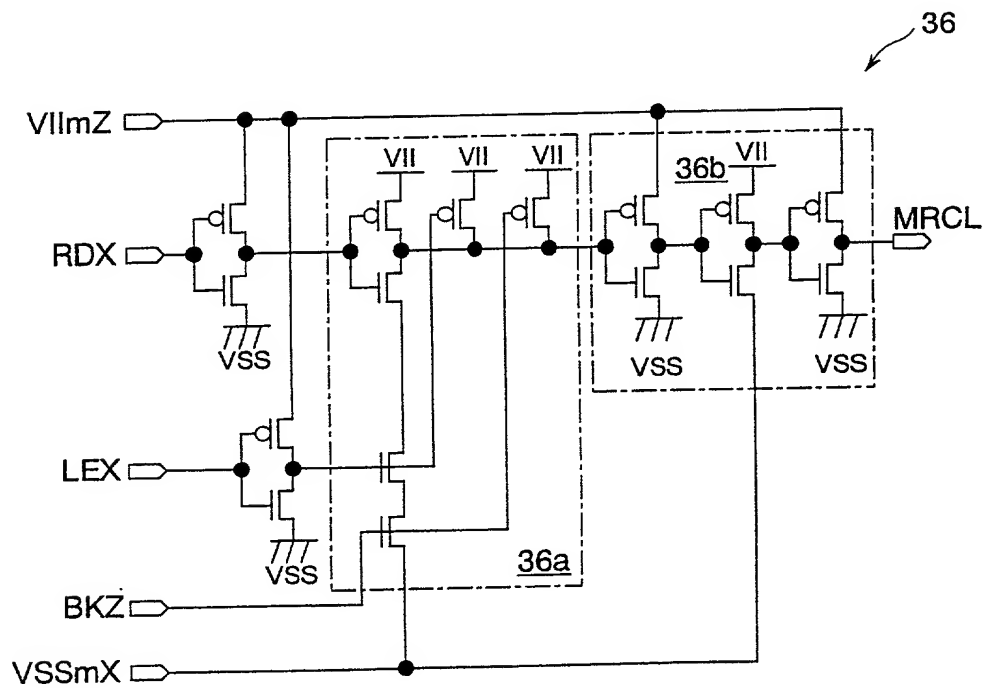 36
VIImZ
VII
VII
VII
36b
VII
MRCL
RDX
VSS
VSS
VSS
LEX
VSS
36a
BKZ
VSSmX